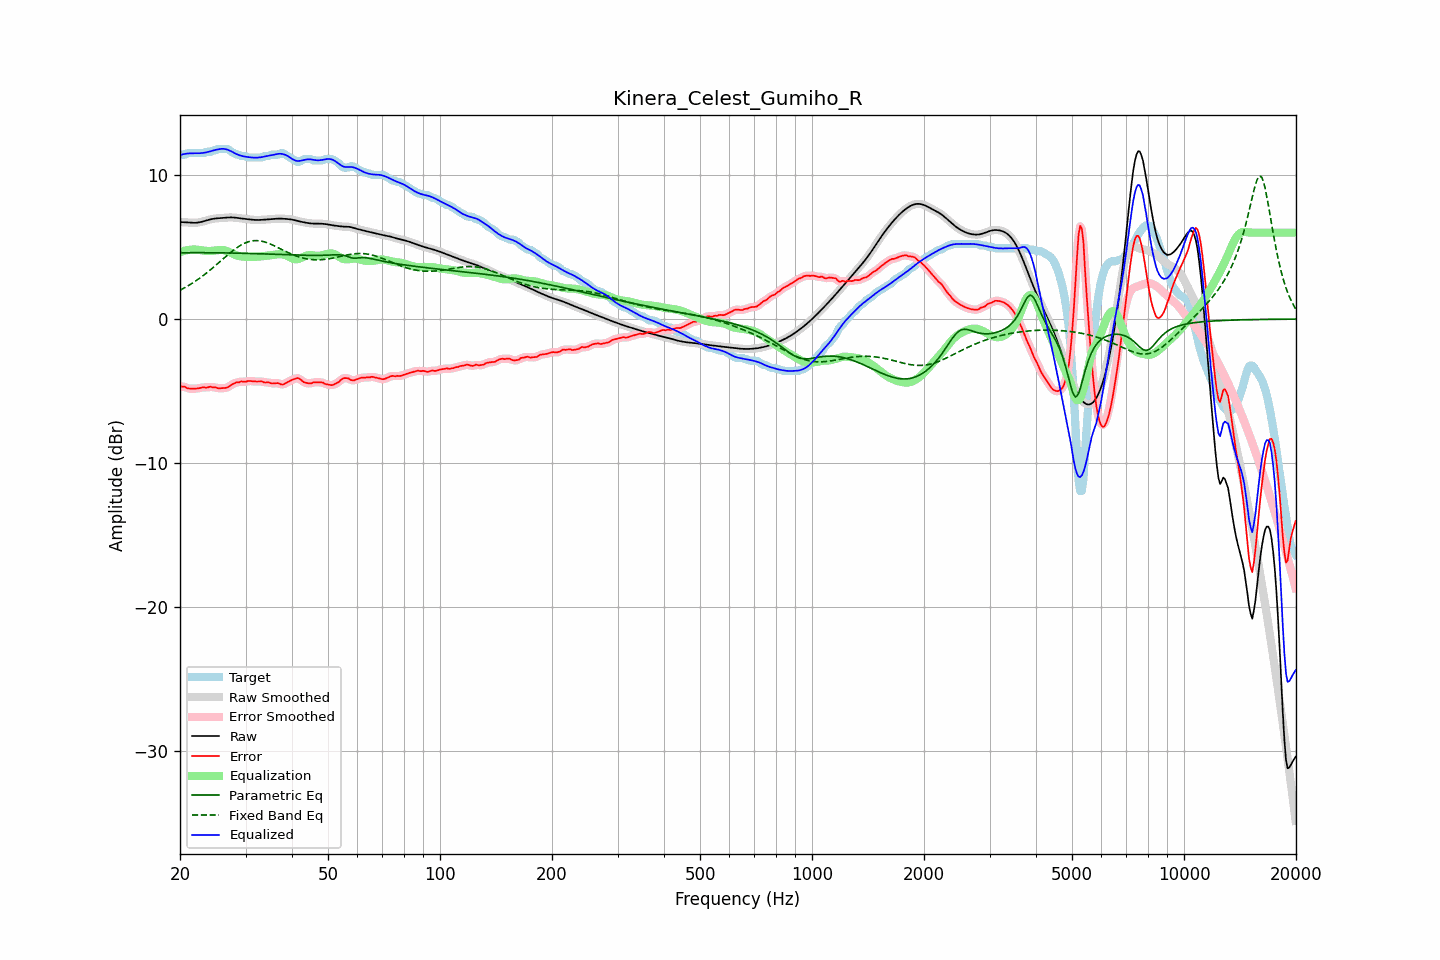 Kinera_Celest_Gumiho_R
10
0
−10
−20
−30
Amplitude (dBr)
Target
Raw Smoothed
Error Smoothed
Raw
Error
Equalization
Parametric Eq
Fixed Band Eq
Equalized
20 50 100 200 500 1000 2000 5000 10000 20000
Frequency (Hz)